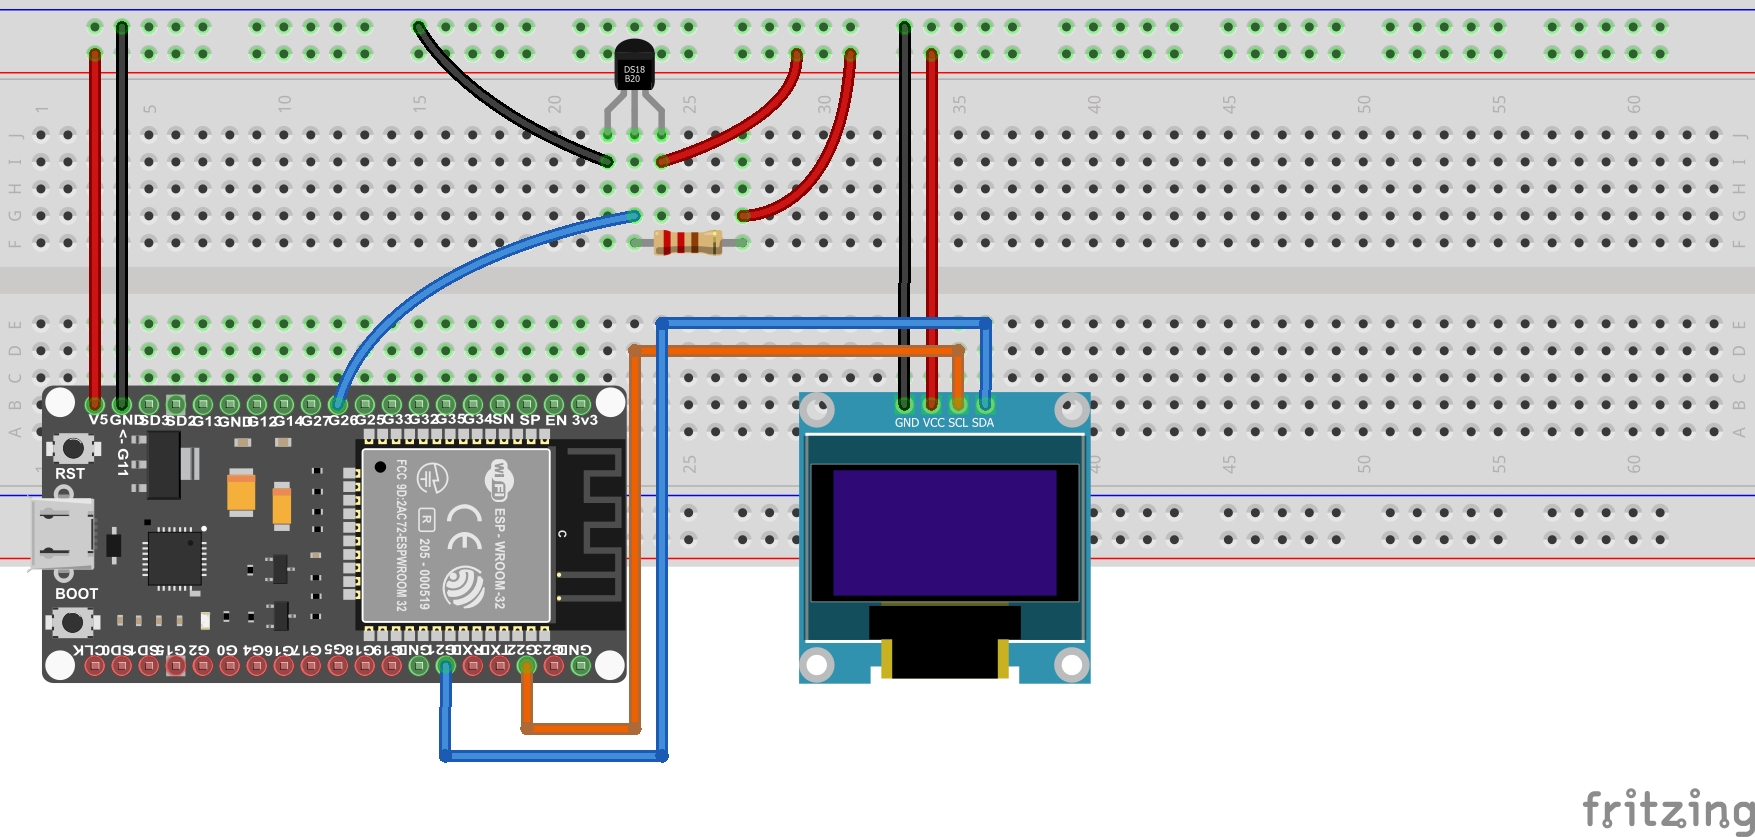 1 5 10 15 20 25 30 35 40 45 50 55 60
DS18
B20
J J
I I
H H
G G
F F
E E
D D
C C
B B
A A
V5 GND SD3 SD2 G13 GND G12 G14 G27 G26 G25 G33 G32 G35 G34 SN SP EN 3v3
<- G11
RST
BOOT
FCC 9D:2AC72-ESPWROOM 32
R 205 - 000519
CE
Wi Fi
ESP - WROOM -32
C
CLK SD0 SD1 G15 G2 G0 G4 G16 G17 G5 G18 G19 GND G21 RXD TXD G22 G23 GND
GND VCC SCL SDA
1 25 40 45 50 55 60
fritzing